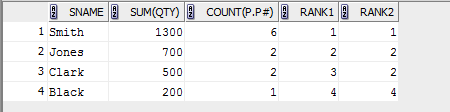 SNAME SUM(QTY) COUNT(P.P#) RANK1 RANK2
1 Smith 1300 6 1 1
2 Jones 700 2 2 2
3 Clark 500 2 3 2
4 Black 200 1 4 4